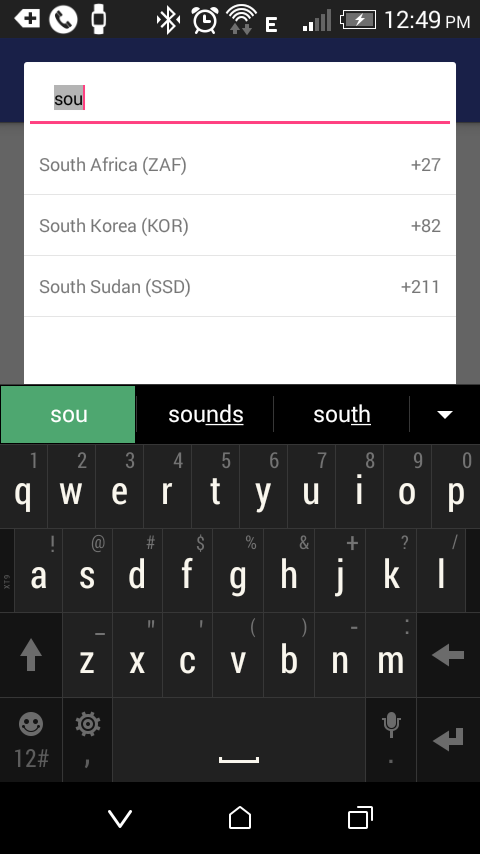 E 12:49 PM
sou
South Africa (ZAF) +27
South Korea (KOR) +82
South Sudan (SSD) +211
sou sounds south
1 2 3 4 5 6 7 8 9 0
q w e r t y u i o p
! @ # $ % & + ? /
a s d f g h j k l
X19
_ " ' ( ) - :
z x c v b n m
12# , .